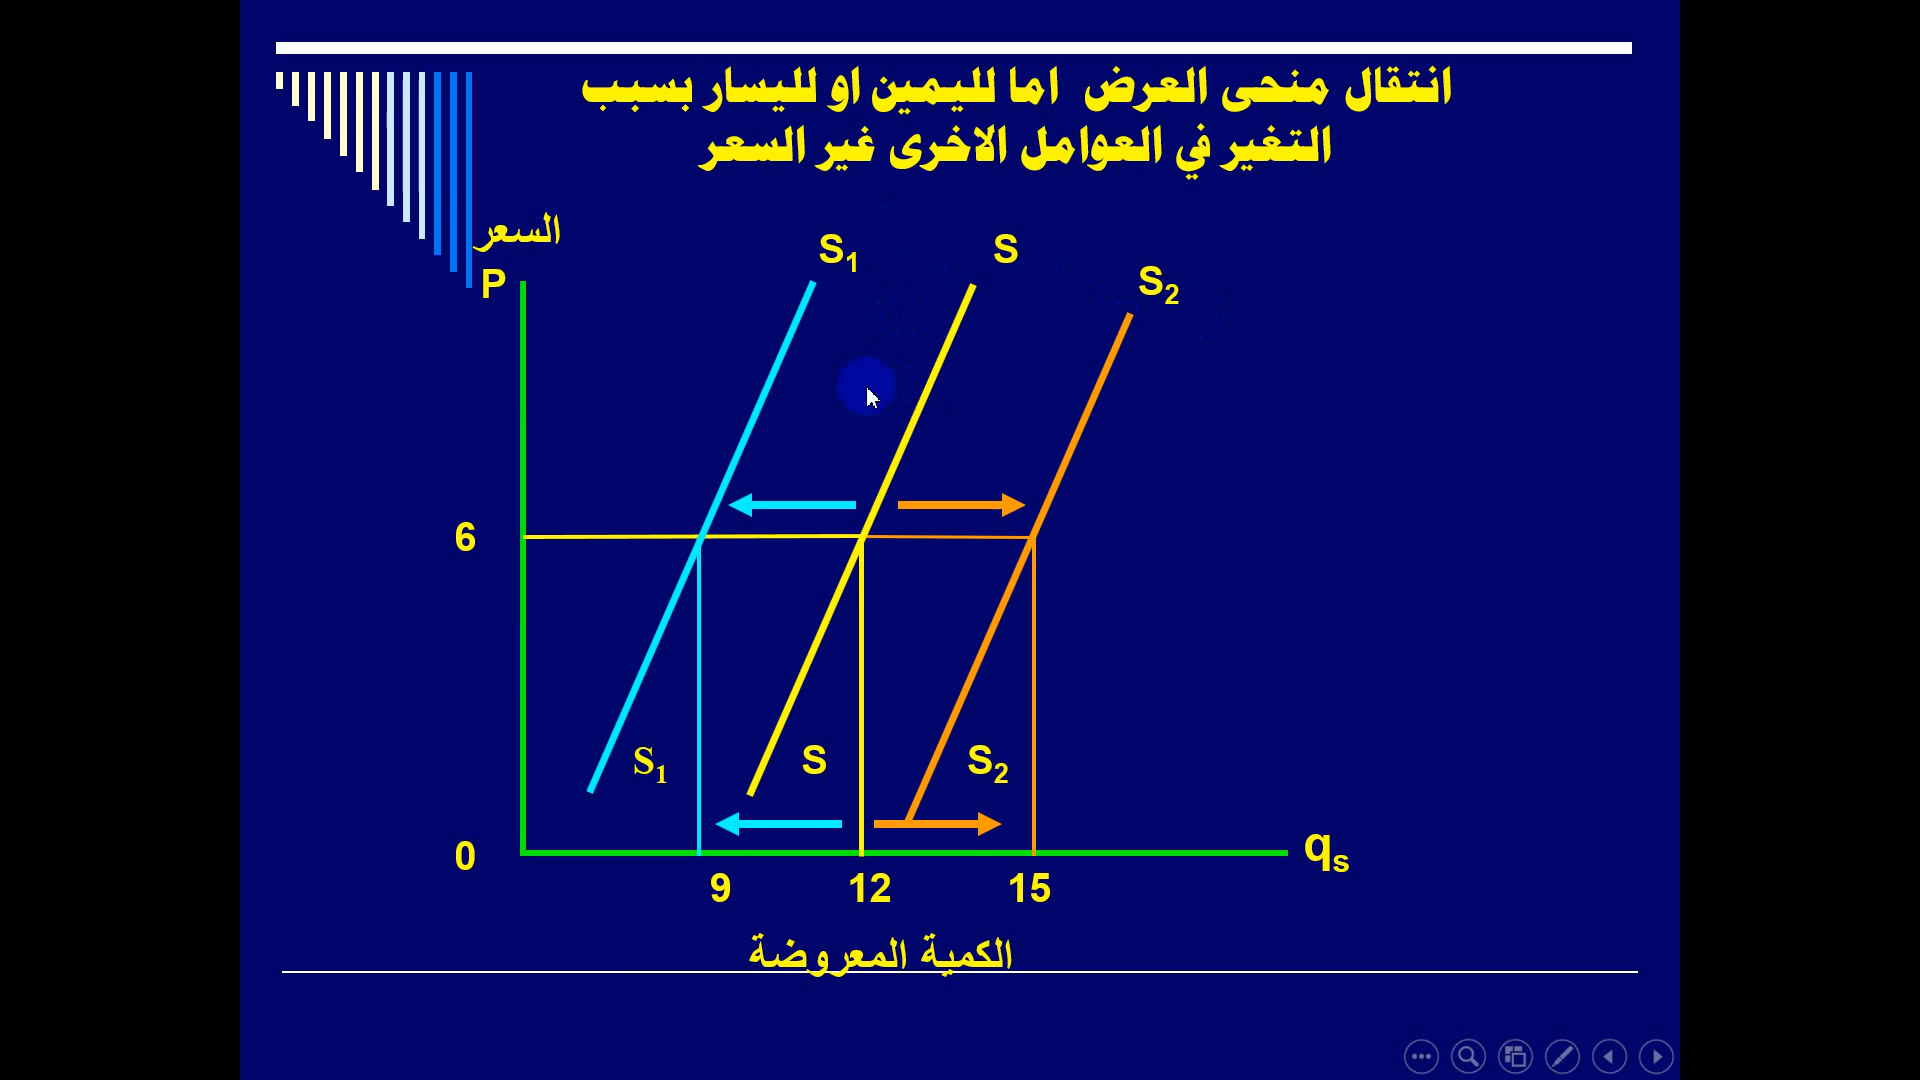 انتقال منحى العرض اما لليمين او لليسار بسبب
التغير في العوامل الاخرى غير السعر
السعر
P
S1
S
S2
6
S1
S
S2
0
qs
9
12
15
الكمية المعروضة